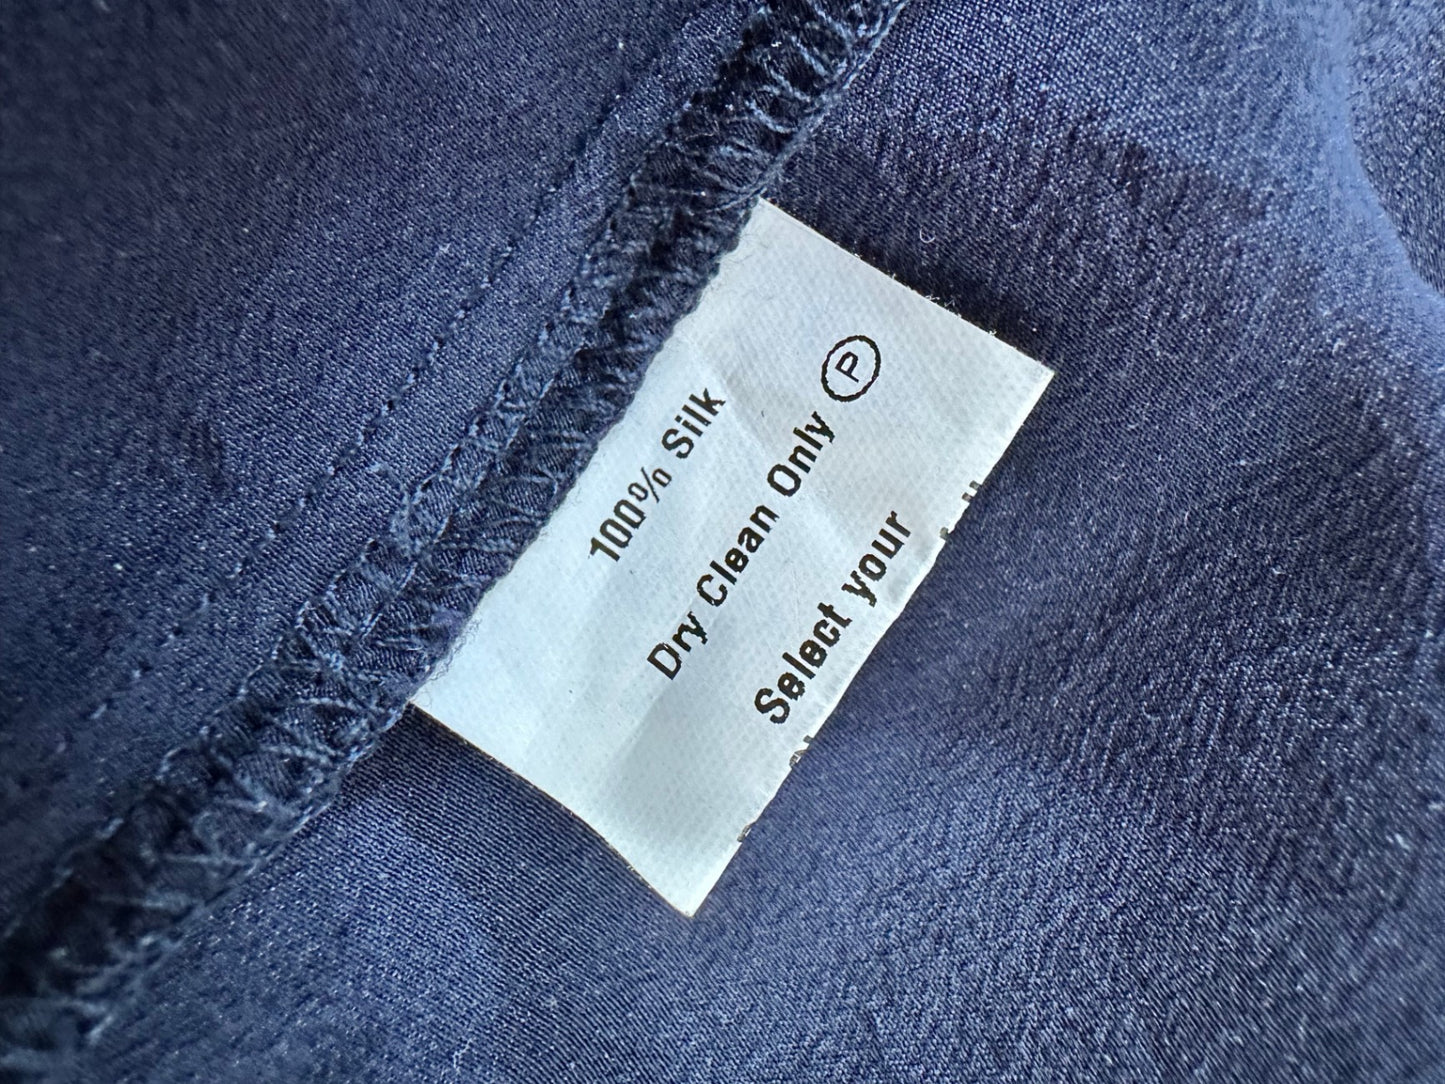 100% Silk
Dry Clean Only Ⓟ
Select your